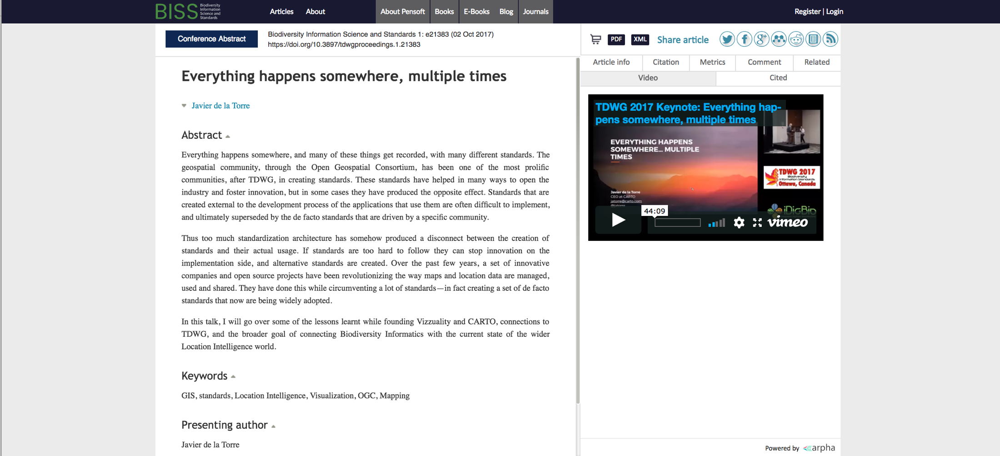 BISS
Biodiversity
Information
Science and
Standards
Articles
About
About Pensoft
Books
E-Books
Blog
Journals
Register | Login
Conference Abstract
Biodiversity Information Science and Standards 1: e21383 (02 Oct 2017)
https://doi.org/10.3897/tdwgproceedings.1.21383
Everything happens somewhere, multiple times
Javier de la Torre
Abstract
Everything happens somewhere, and many of these things get recorded, with many different standards. The
geospatial community, through the Open Geospatial Consortium, has been one of the most prolific
communities, after TDWG, in creating standards. These standards have helped in many ways to open the
industry and foster innovation, but in some cases they have produced the opposite effect. Standards that are
created external to the development process of the applications that use them are often difficult to implement,
and ultimately superseded by the de facto standards that are driven by a specific community.
Thus too much standardization architecture has somehow produced a disconnect between the creation of
standards and their actual usage. If standards are too hard to follow they can stop innovation on the
implementation side, and alternative standards are created. Over the past few years, a set of innovative
companies and open source projects have been revolutionizing the way maps and location data are managed,
used and shared. They have done this while circumventing a lot of standards—in fact creating a set of de facto
standards that now are being widely adopted.
In this talk, I will go over some of the lessons learnt while founding Vizzuality and CARTO, connections to
TDWG, and the broader goal of connecting Biodiversity Informatics with the current state of the wider
Location Intelligence world.
Keywords
GIS, standards, Location Intelligence, Visualization, OGC, Mapping
Presenting author
Javier de la Torre
PDF
XML
Share article
Article info
Citation
Metrics
Comment
Related
Video
Cited
TDWG 2017 Keynote: Everything hap-
pens somewhere, multiple times
EVERYTHING HAPPENS
SOMEWHERE... MULTIPLE
TIMES
Javier de la Torre
CEO at CARTO
jatorre@carto.com
@jatorre
TDWG 2017
Biodiversity
Information Standards
Ottawa, Canada
iDigBio
44:09
vimeo
Powered by arpha